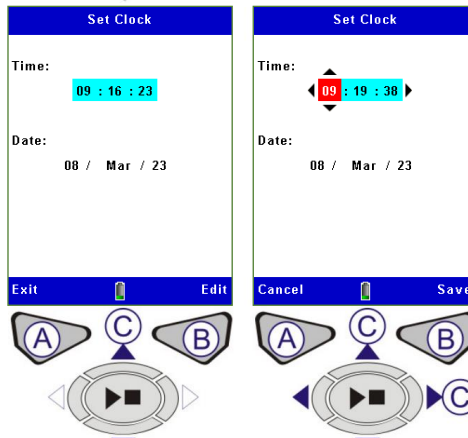 Set Clock
Time:
09 : 16 : 23
Date:
08 / Mar / 23
Exit Edit
A C B
Set Clock
Time:
09 : 19 : 38
Date:
08 / Mar / 23
Cancel Save
A C B
C